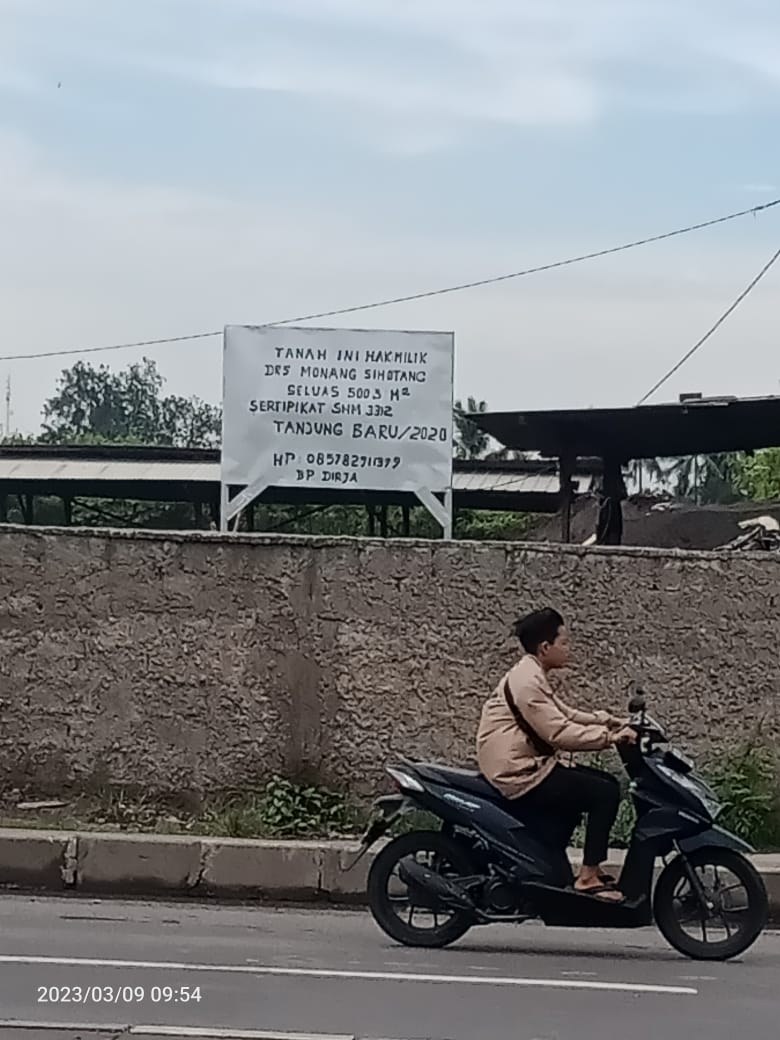 TANAH INI HAKMILIK
DRS MONANG SIHOTANG
SELUAS 5003 M²
SERTIPIKAT SHM 3312
TANJUNG BARU/2020
HP: 085782911399
BP DIRJA
2023/03/09 09:54